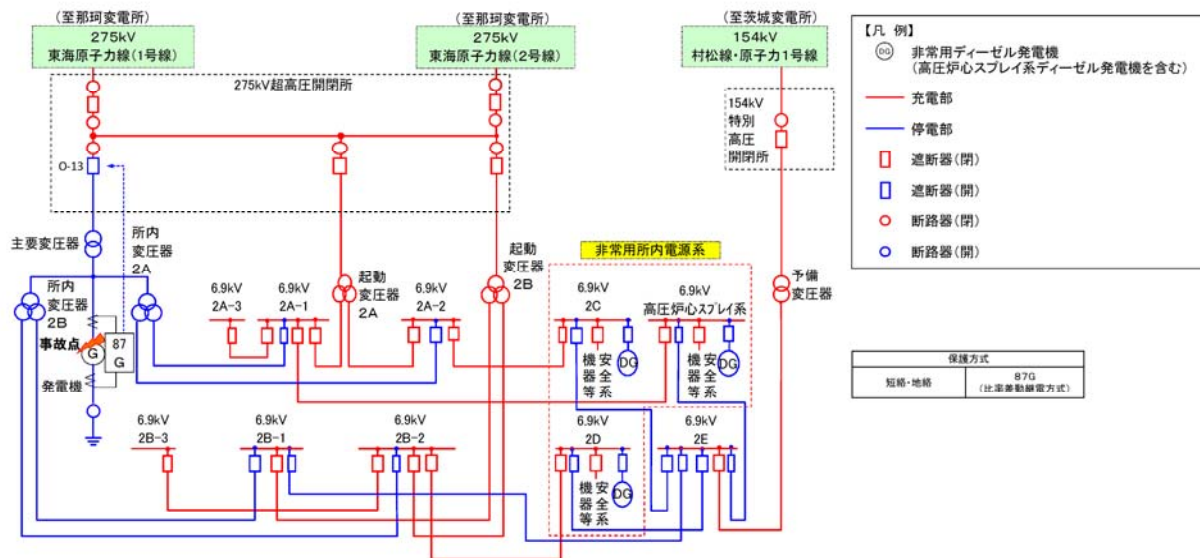 (至那珂変電所)
275kV
東海原子力線(1号線)
(至那珂変電所)
275kV
東海原子力線(2号線)
(至茨城変電所)
154kV
村松線・原子力1号線
【凡 例】
DG
非常用ディーゼル発電機
(高圧炉心スプレイ系ディーゼル発電機を含む)
充電部
停電部
遮断器(閉)
遮断器(開)
断路器(閉)
断路器(開)
275kV超高圧開閉所
154kV
特別
高圧
開閉所
O-13
主要変圧器
所内
変圧器
2A
所内
変圧器
2B
事故点
G
87
G
発電機
起動
変圧器
2A
起動
変圧器
2B
非常用所内電源系
予備
変圧器
6.9kV
2A-3
6.9kV
2A-1
6.9kV
2A-2
6.9kV
2C
6.9kV
高圧炉心スプレイ系
安全系
機器等
DG
安全系
機器等
DG
6.9kV
2B-3
6.9kV
2B-1
6.9kV
2B-2
6.9kV
2D
6.9kV
2E
安全系
機器等
DG
保護方式
短絡・地絡
87G
(比率差動継電方式)